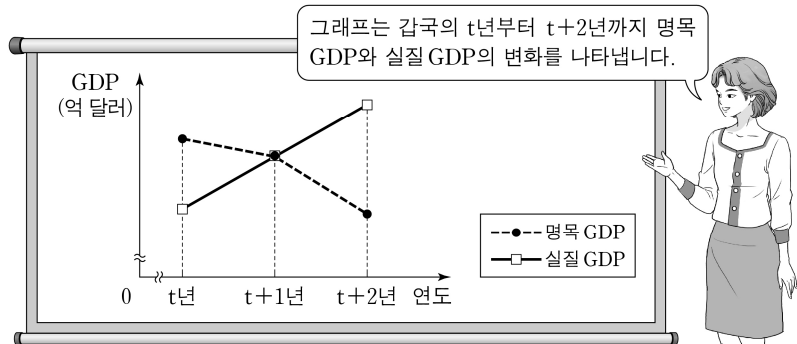 그래프는 갑국의 t년부터 t+2년까지 명목
GDP와 실질 GDP의 변화를 나타냅니다.
GDP
(억 달러)
명목 GDP
실질 GDP
0 t년 t+1년 t+2년 연도